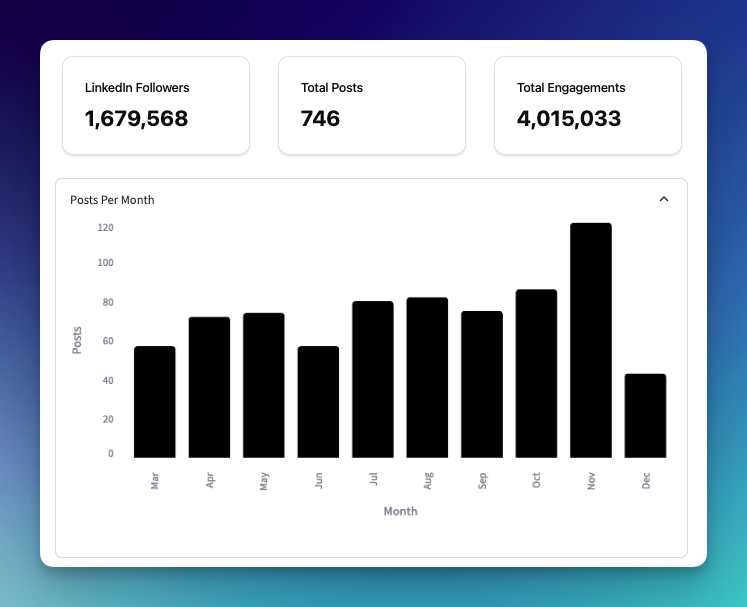 LinkedIn Followers
1,679,568
Total Posts
746
Total Engagements
4,015,033
Posts Per Month
120
100
80
60
40
20
0
Posts
Mar
Apr
May
Jun
Jul
Aug
Sep
Oct
Nov
Dec
Month